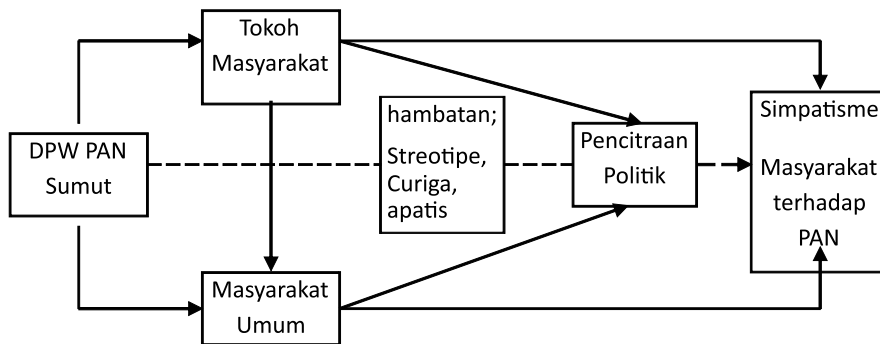 Tokoh
Masyarakat
DPW PAN
Sumut
hambatan;
Streotipe,
Curiga,
apatis
Pencitraan
Politik
Simpatisme
Masyarakat
terhadap
PAN
Masyarakat
Umum